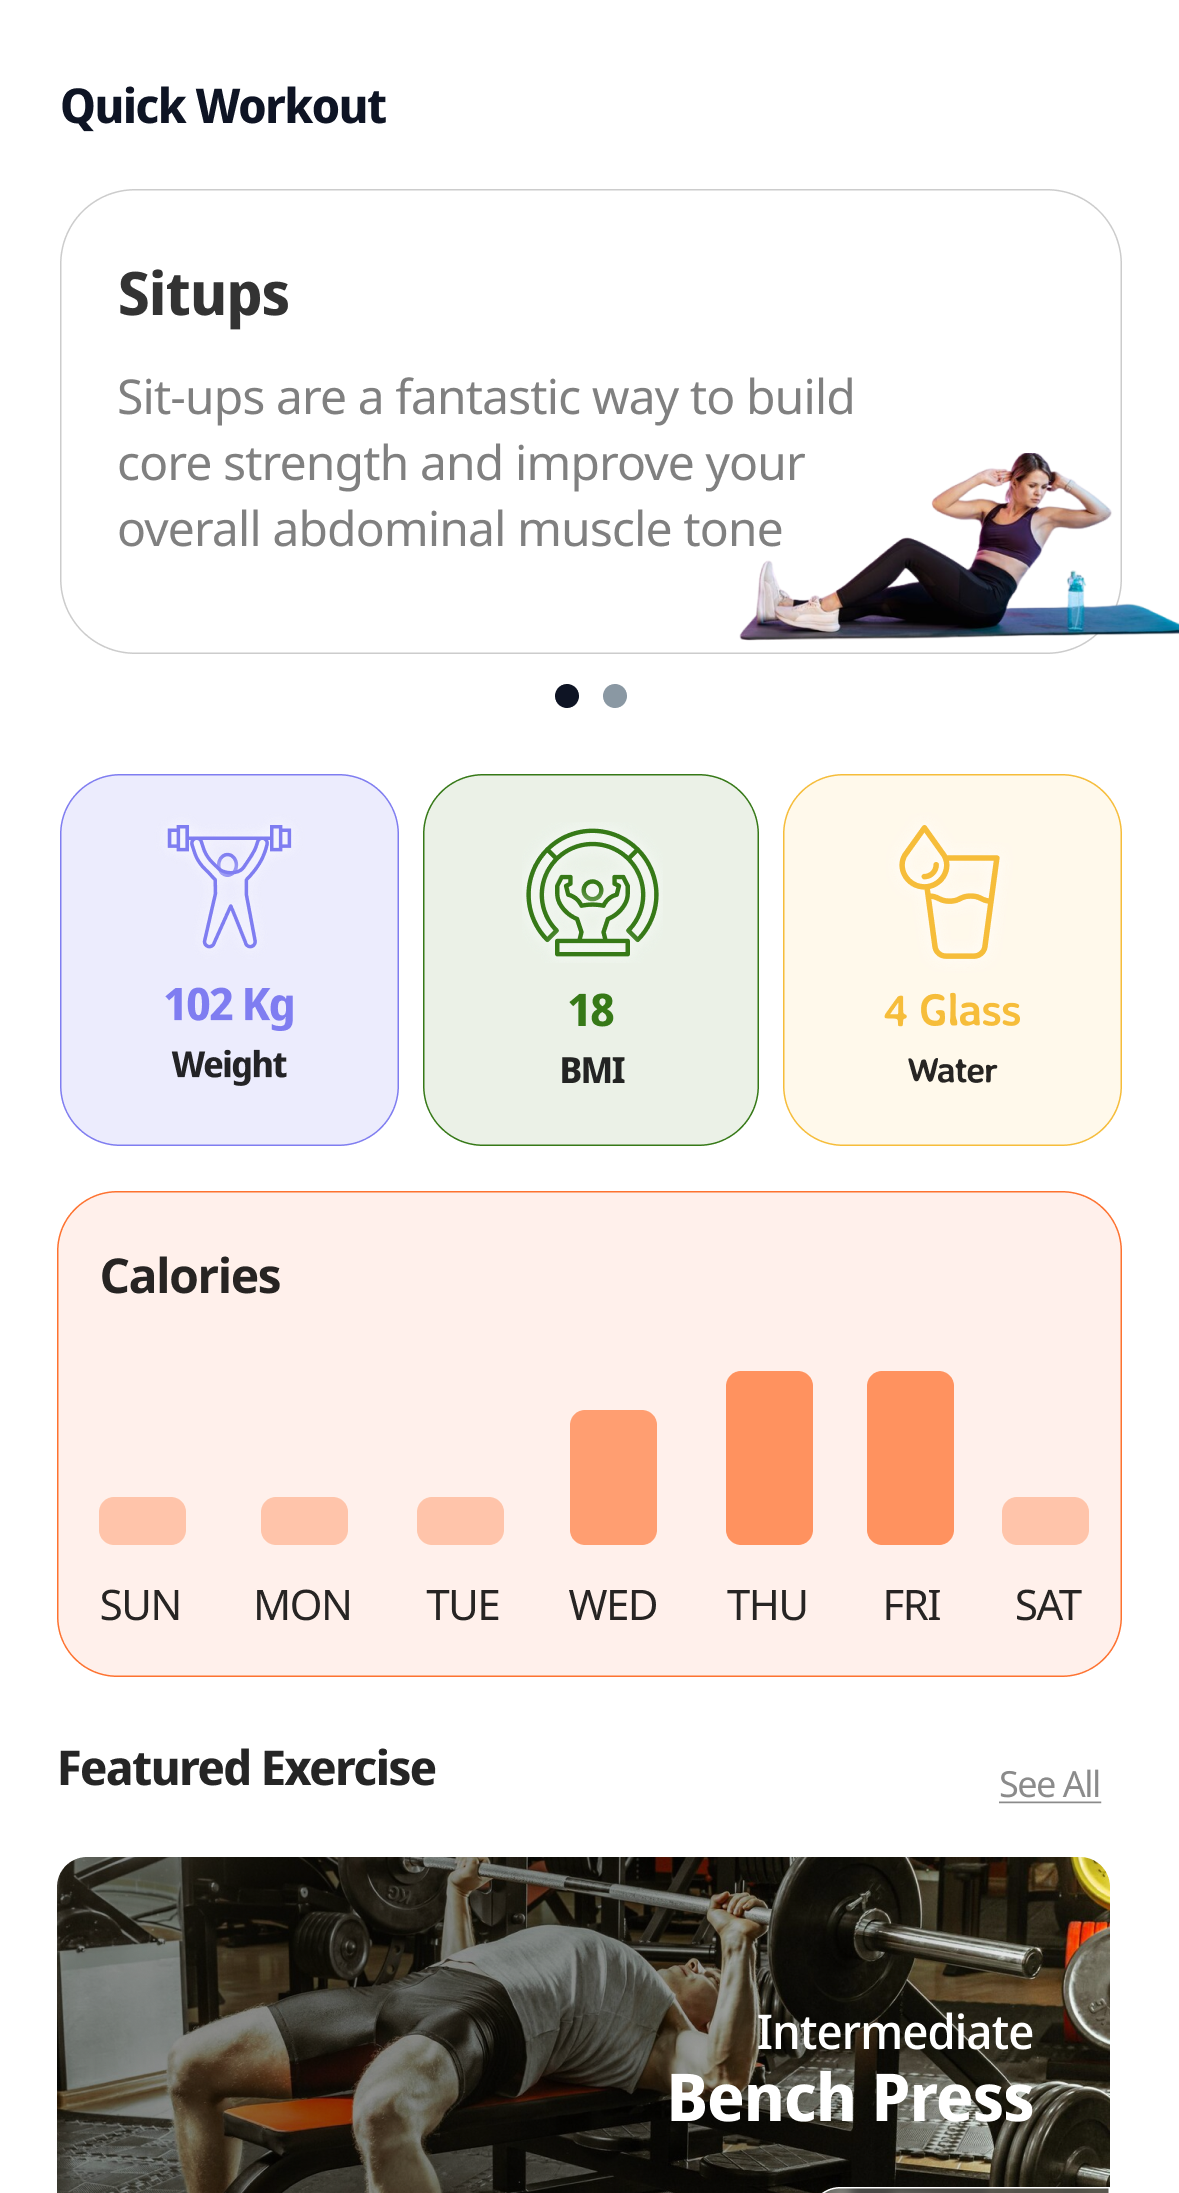 Quick Workout
Situps
Sit-ups are a fantastic way to build
core strength and improve your
overall abdominal muscle tone
102 Kg
Weight
18
BMI
4 Glass
Water
Calories
SUN MON TUE WED THU FRI SAT
Featured Exercise
See All
Intermediate
Bench Press